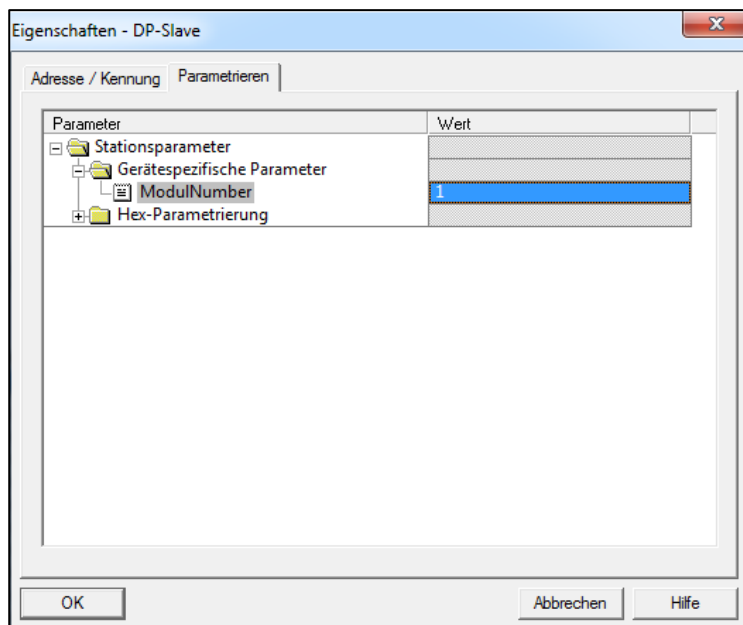 Eigenschaften - DP-Slave
Adresse / Kennung Parametrieren
Parameter Wert
Stationsparameter
Gerätespezifische Parameter
ModulNumber 1
Hex-Parametrierung
OK Abbrechen Hilfe